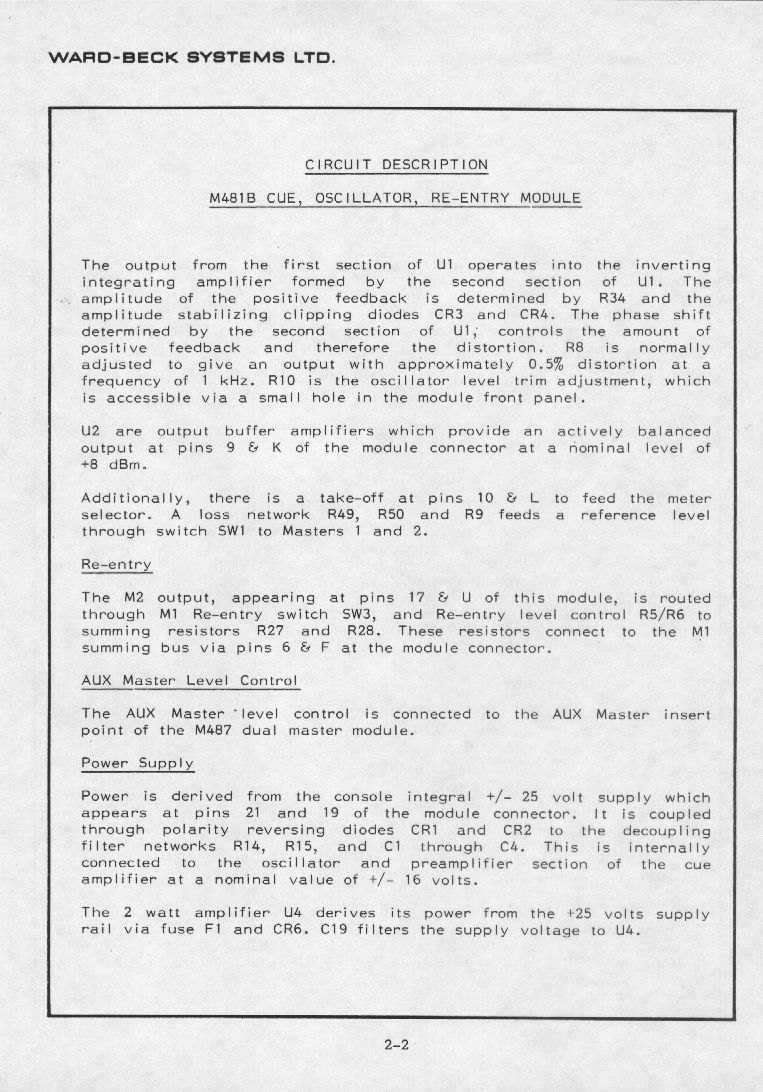 WARD-BECK SYSTEMS LTD.
CIRCUIT DESCRIPTION
M481B CUE, OSCILLATOR, RE-ENTRY MODULE
The output from the first section of U1 operates into the inverting
integrating amplifier formed by the second section of U1. The
amplitude of the positive feedback is determined by R34 and the
amplitude stabilizing clipping diodes CR3 and CR4. The phase shift
determined by the second section of U1, controls the amount of
positive feedback and therefore the distortion. R8 is normally
adjusted to give an output with approximately 0.5% distortion at a
frequency of 1 kHz. R10 is the oscillator level trim adjustment, which
is accessible via a small hole in the module front panel.
U2 are output buffer amplifiers which provide an actively balanced
output at pins 9 & K of the module connector at a nominal level of
+8 dBm.
Additionally, there is a take-off at pins 10 & L to feed the meter
selector. A loss network R49, R50 and R9 feeds a reference level
through switch SW1 to Masters 1 and 2.
Re-entry
The M2 output, appearing at pins 17 & U of this module, is routed
through M1 Re-entry switch SW3, and Re-entry level control R5/R6 to
summing resistors R27 and R28. These resistors connect to the M1
summing bus via pins 6 & F at the module connector.
AUX Master Level Control
The AUX Master level control is connected to the AUX Master insert
point of the M487 dual master module.
Power Supply
Power is derived from the console integral +/- 25 volt supply which
appears at pins 21 and 19 of the module connector. It is coupled
through polarity reversing diodes CR1 and CR2 to the decoupling
filter networks R14, R15, and C1 through C4. This is internally
connected to the oscillator and preamplifier section of the cue
amplifier at a nominal value of +/- 16 volts.
The 2 watt amplifier U4 derives its power from the +25 volts supply
rail via fuse F1 and CR6. C19 filters the supply voltage to U4.
2-2